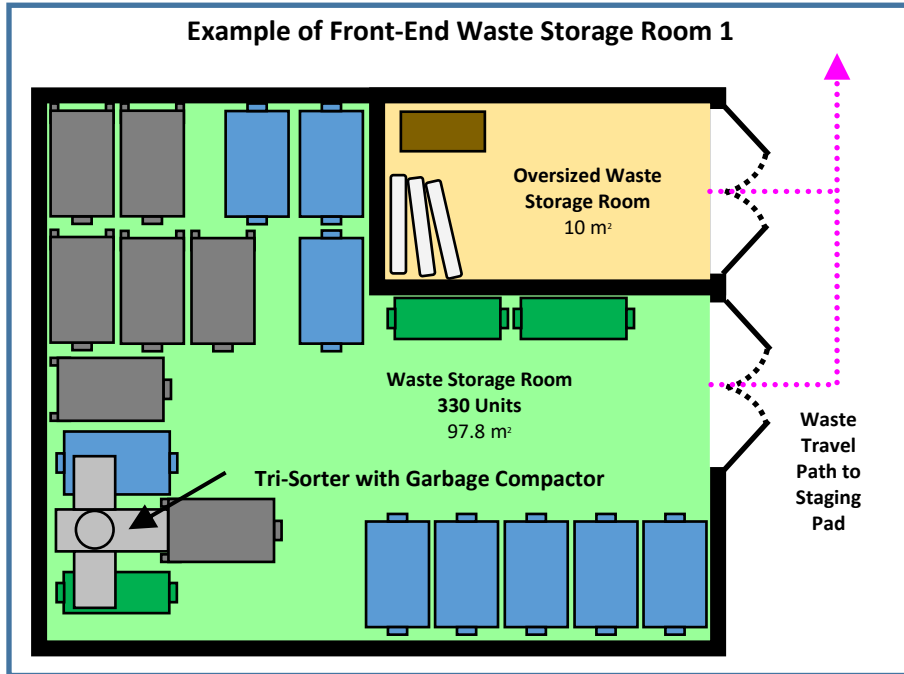 Example of Front-End Waste Storage Room 1
Oversized Waste
Storage Room
10 m²
Waste Storage Room
330 Units
97.8 m²
Tri-Sorter with Garbage Compactor
Waste
Travel
Path to
Staging
Pad